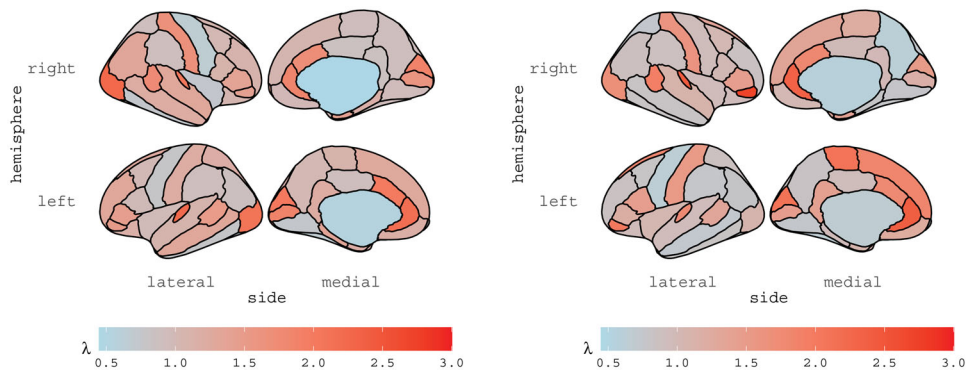 hemisphere
right
left
lateral
medial
side
λ
0.5 1.0 1.5 2.0 2.5 3.0
hemisphere
right
left
lateral
medial
side
λ
0.5 1.0 1.5 2.0 2.5 3.0